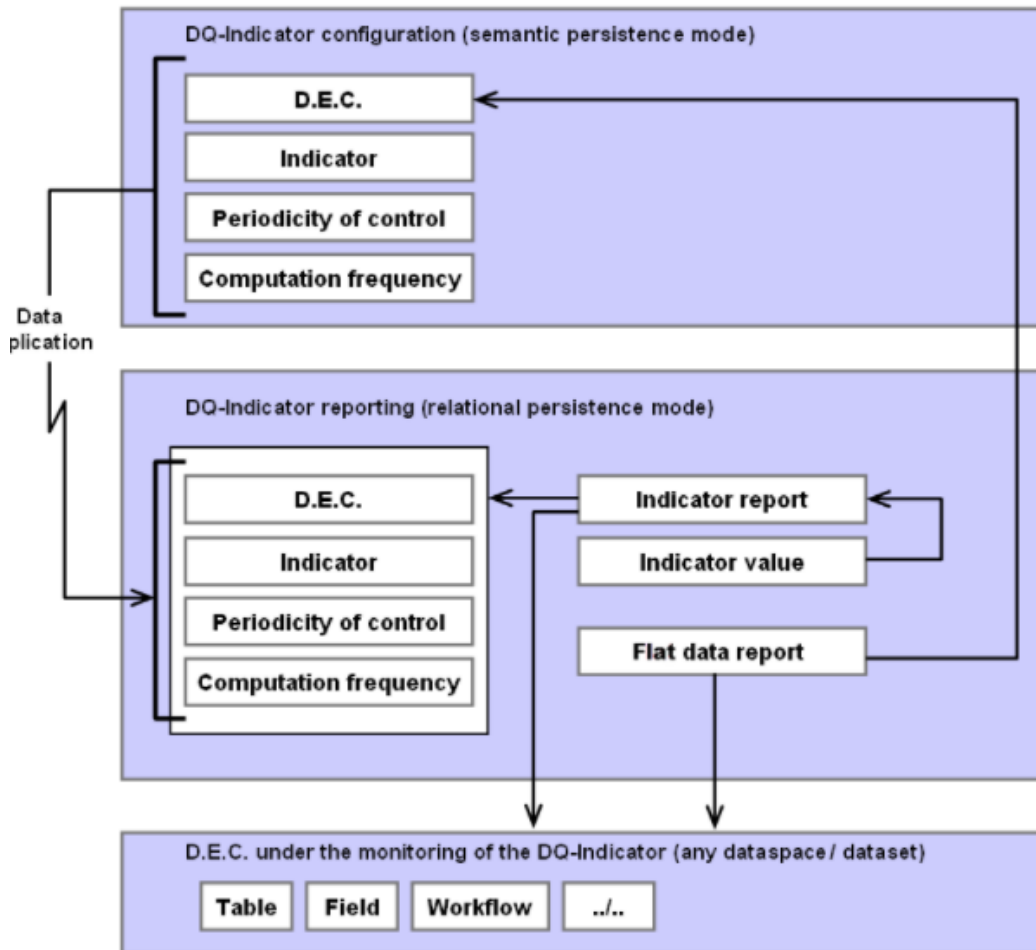 DQ-Indicator configuration (semantic persistence mode)
D.E.C.
Indicator
Periodicity of control
Computation frequency
Data
plication
DQ-Indicator reporting (relational persistence mode)
D.E.C.
Indicator
Periodicity of control
Computation frequency
Indicator report
Indicator value
Flat data report
D.E.C. under the monitoring of the DQ-Indicator (any dataspace / dataset)
Table
Field
Workflow
../..